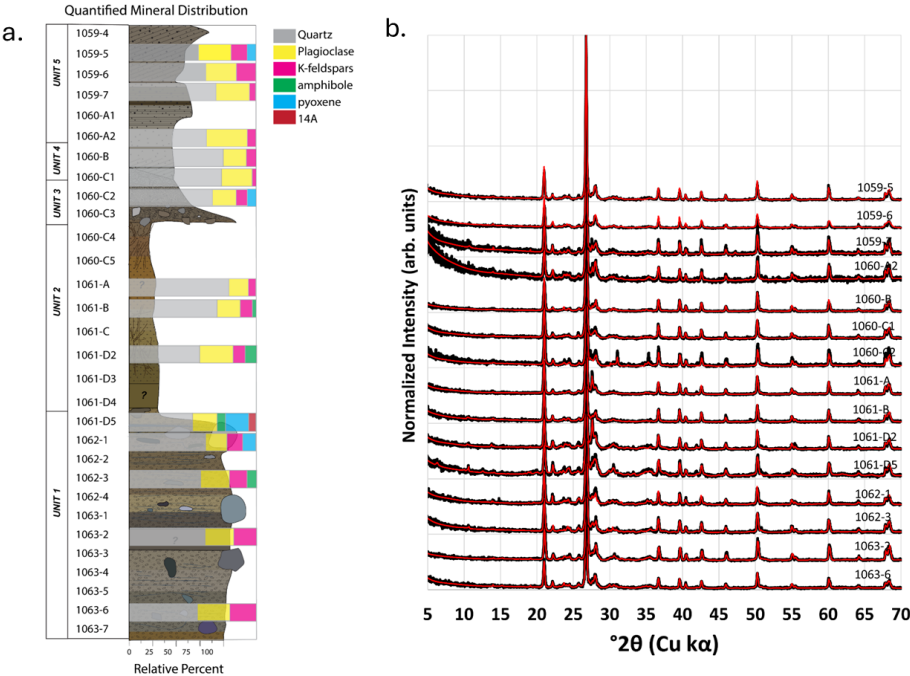 a.
Quantified Mineral Distribution
UNIT 5
UNIT 4
UNIT 3
UNIT 2
UNIT 1
1059-4
1059-5
1059-6
1059-7
1060-A1
1060-A2
1060-B
1060-C1
1060-C2
1060-C3
1060-C4
1060-C5
1061-A
1061-B
1061-C
1061-D2
1061-D3
1061-D4
1061-D5
1062-1
1062-2
1062-3
1062-4
1063-1
1063-2
1063-3
1063-4
1063-5
1063-6
1063-7
?
?
?
0 25 50 75 100
Relative Percent
Quartz
Plagioclase
K-feldspars
amphibole
pyoxene
14A
b.
Normalized Intensity (arb. units)
1059-5
1059-6
1059-7
1060-A2
1060-B
1060-C1
1060-C2
1061-A
1061-B
1061-D2
1061-D5
1062-1
1062-3
1063-2
1063-6
5 10 15 20 25 30 35 40 45 50 55 60 65 70
°2θ (Cu kα)